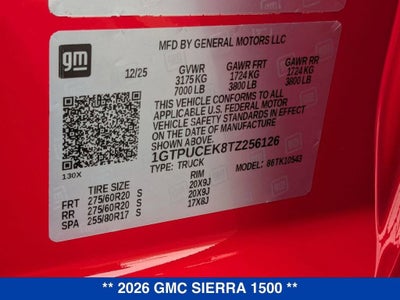 gm
MFD BY GENERAL MOTORS LLC
12/25 GVWR GAWR FRT GAWR RR
3175 KG 1724 KG 1724 KG
7000 LB 3800 LB 3800 LB
THIS VEHICLE CONFORMS TO ALL
APPLICABLE U.S. FEDERAL MOTOR
VEHICLE SAFETY STANDARDS IN EFFECT
ON THE DATE OF MANUFACTURE
SHOWN ABOVE.
1GTPUCEK8TZ256126
130X TYPE: TRUCK 86TK10543
TIRE SIZE RIM
FRT 275/60R20 S 20X9J
RR 275/60R20 S 20X9J
SPA 255/80R17 S 17X8J
** 2026 GMC SIERRA 1500 **